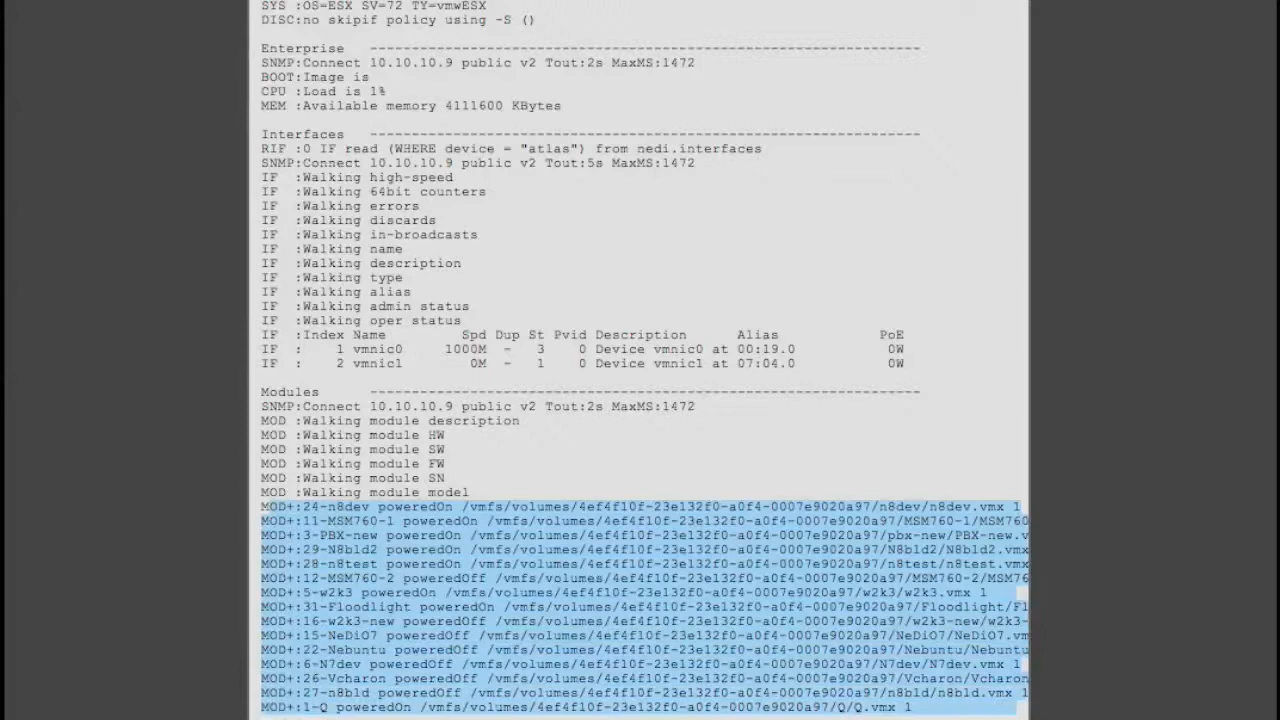 SYS :OS=ESX SV=72 TY=vmwESX
DISC:no skipif policy using -S ()
Enterprise ------------------------------------------------------------------
SNMP:Connect 10.10.10.9 public v2 Tout:2s MaxMS:1472
BOOT:Image is
CPU :Load is 1%
MEM :Available memory 4111600 KBytes
Interfaces ------------------------------------------------------------------
RIF :0 IF read (WHERE device = "atlas") from nedi.interfaces
SNMP:Connect 10.10.10.9 public v2 Tout:5s MaxMS:1472
IF :Walking high-speed
IF :Walking 64bit counters
IF :Walking errors
IF :Walking discards
IF :Walking in-broadcasts
IF :Walking name
IF :Walking description
IF :Walking type
IF :Walking alias
IF :Walking admin status
IF :Walking oper status
IF :Index Name Spd Dup St Pvid Description Alias PoE
IF : 1 vmnic0 1000M - 3 0 Device vmnic0 at 00:19.0 0W
IF : 2 vmnic1 0M - 1 0 Device vmnic1 at 07:04.0 0W
Modules ------------------------------------------------------------------
SNMP:Connect 10.10.10.9 public v2 Tout:2s MaxMS:1472
MOD :Walking module description
MOD :Walking module HW
MOD :Walking module SW
MOD :Walking module FW
MOD :Walking module SN
MOD :Walking module model
MOD+:24-n8dev poweredOn /vmfs/volumes/4ef4f10f-23e132f0-a0f4-0007e9020a97/n8dev/n8dev.vmx 1
MOD+:11-MSM760-1 poweredOn /vmfs/volumes/4ef4f10f-23e132f0-a0f4-0007e9020a97/MSM760-1/MSM760
MOD+:3-PBX-new poweredOn /vmfs/volumes/4ef4f10f-23e132f0-a0f4-0007e9020a97/pbx-new/PBX-new.v
MOD+:29-N8bld2 poweredOn /vmfs/volumes/4ef4f10f-23e132f0-a0f4-0007e9020a97/N8bld2/N8bld2.vmx
MOD+:28-n8test poweredOn /vmfs/volumes/4ef4f10f-23e132f0-a0f4-0007e9020a97/n8test/n8test.vmx
MOD+:12-MSM760-2 poweredOff /vmfs/volumes/4ef4f10f-23e132f0-a0f4-0007e9020a97/MSM760-2/MSM76
MOD+:5-w2k3 poweredOn /vmfs/volumes/4ef4f10f-23e132f0-a0f4-0007e9020a97/w2k3/w2k3.vmx 1
MOD+:31-Floodlight poweredOn /vmfs/volumes/4ef4f10f-23e132f0-a0f4-0007e9020a97/Floodlight/Fl
MOD+:16-w2k3-new poweredOff /vmfs/volumes/4ef4f10f-23e132f0-a0f4-0007e9020a97/w2k3-new/w2k3-
MOD+:15-NeDiO7 poweredOff /vmfs/volumes/4ef4f10f-23e132f0-a0f4-0007e9020a97/NeDiO7/NeDiO7.vm
MOD+:22-Nebuntu poweredOff /vmfs/volumes/4ef4f10f-23e132f0-a0f4-0007e9020a97/Nebuntu/Nebuntu
MOD+:6-N7dev poweredOff /vmfs/volumes/4ef4f10f-23e132f0-a0f4-0007e9020a97/N7dev/N7dev.vmx 1
MOD+:26-Vcharon poweredOff /vmfs/volumes/4ef4f10f-23e132f0-a0f4-0007e9020a97/Vcharon/Vcharon
MOD+:27-n8bld poweredOff /vmfs/volumes/4ef4f10f-23e132f0-a0f4-0007e9020a97/n8bld/n8bld.vmx 1
MOD+:1-Q poweredOn /vmfs/volumes/4ef4f10f-23e132f0-a0f4-0007e9020a97/Q/Q.vmx 1